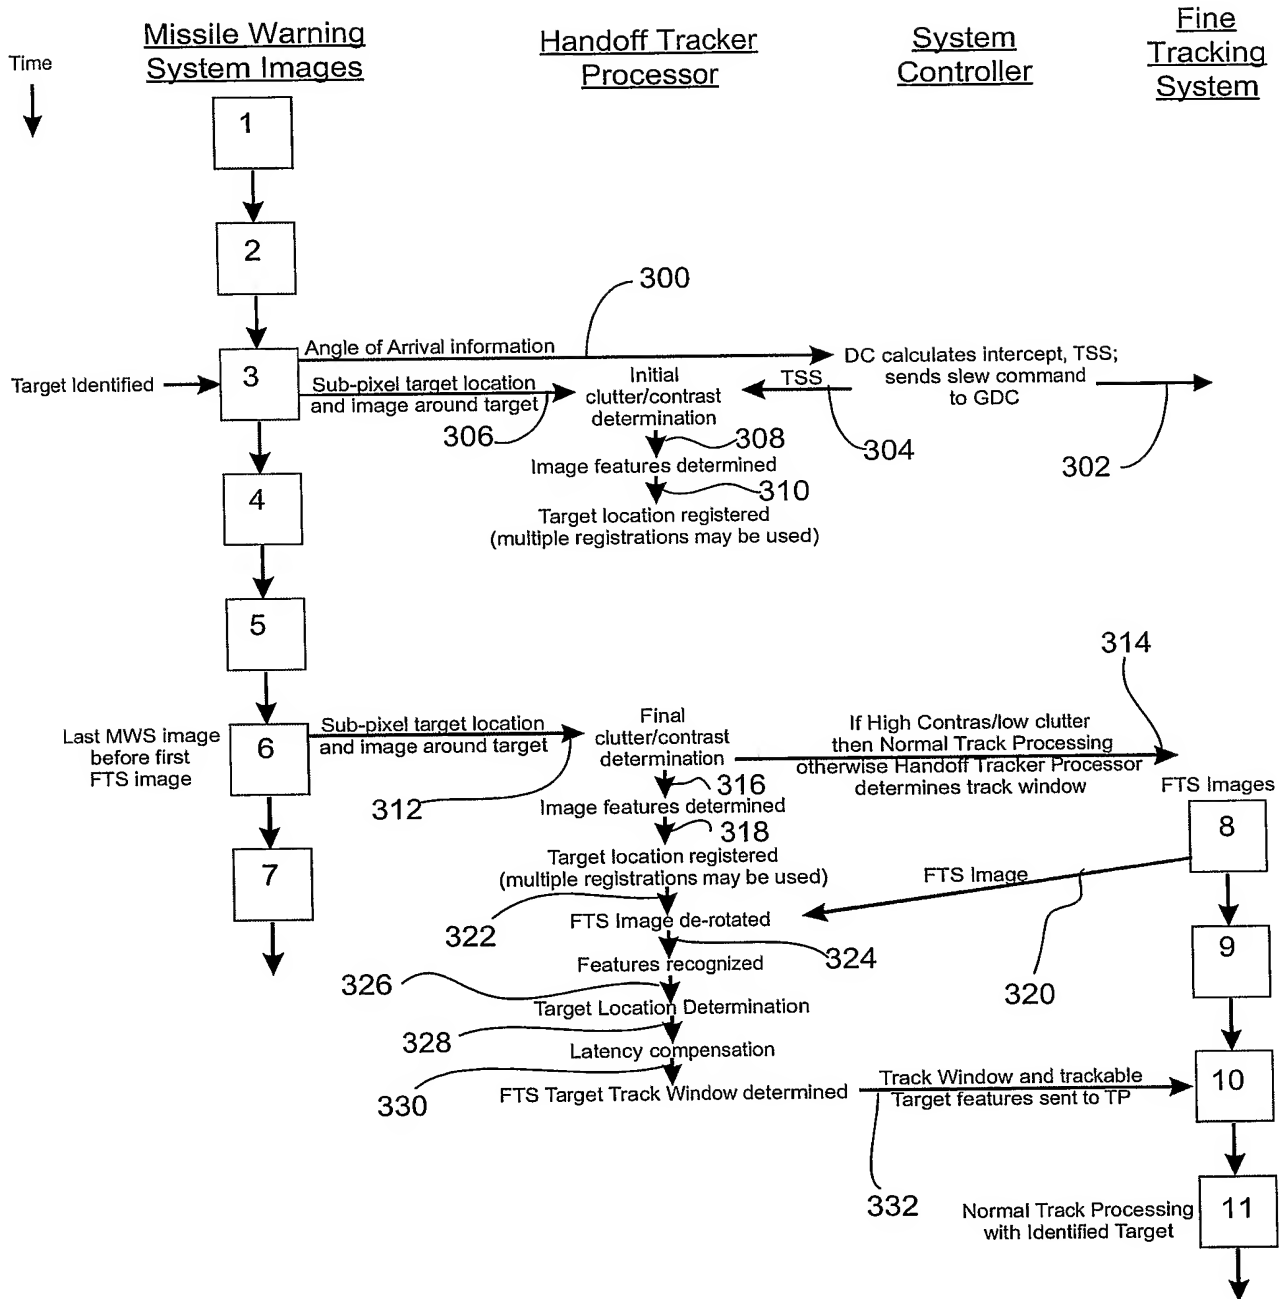 Missile Warning
System Images
Handoff Tracker
Processor
System
Controller
Fine
Tracking
System
Time
1
2
300
Angle of Arrival information
Target Identified
3
Sub-pixel target location
and image around target
306
Initial
clutter/contrast
determination
TSS
304
DC calculates intercept, TSS;
sends slew command
to GDC
302
308
Image features determined
310
Target location registered
(multiple registrations may be used)
4
5
314
Last MWS image
before first
FTS image
6
Sub-pixel target location
and image around target
312
Final
clutter/contrast
determination
If High Contras/low clutter
then Normal Track Processing
otherwise Handoff Tracker Processor
determines track window
316
Image features determined
318
FTS Images
8
7
Target location registered
(multiple registrations may be used)
FTS Image
322
FTS Image de-rotated
324
320
9
Features recognized
326
Target Location Determination
328
Latency compensation
330
FTS Target Track Window determined
Track Window and trackable
Target features sent to TP
10
332
Normal Track Processing
with Identified Target
11